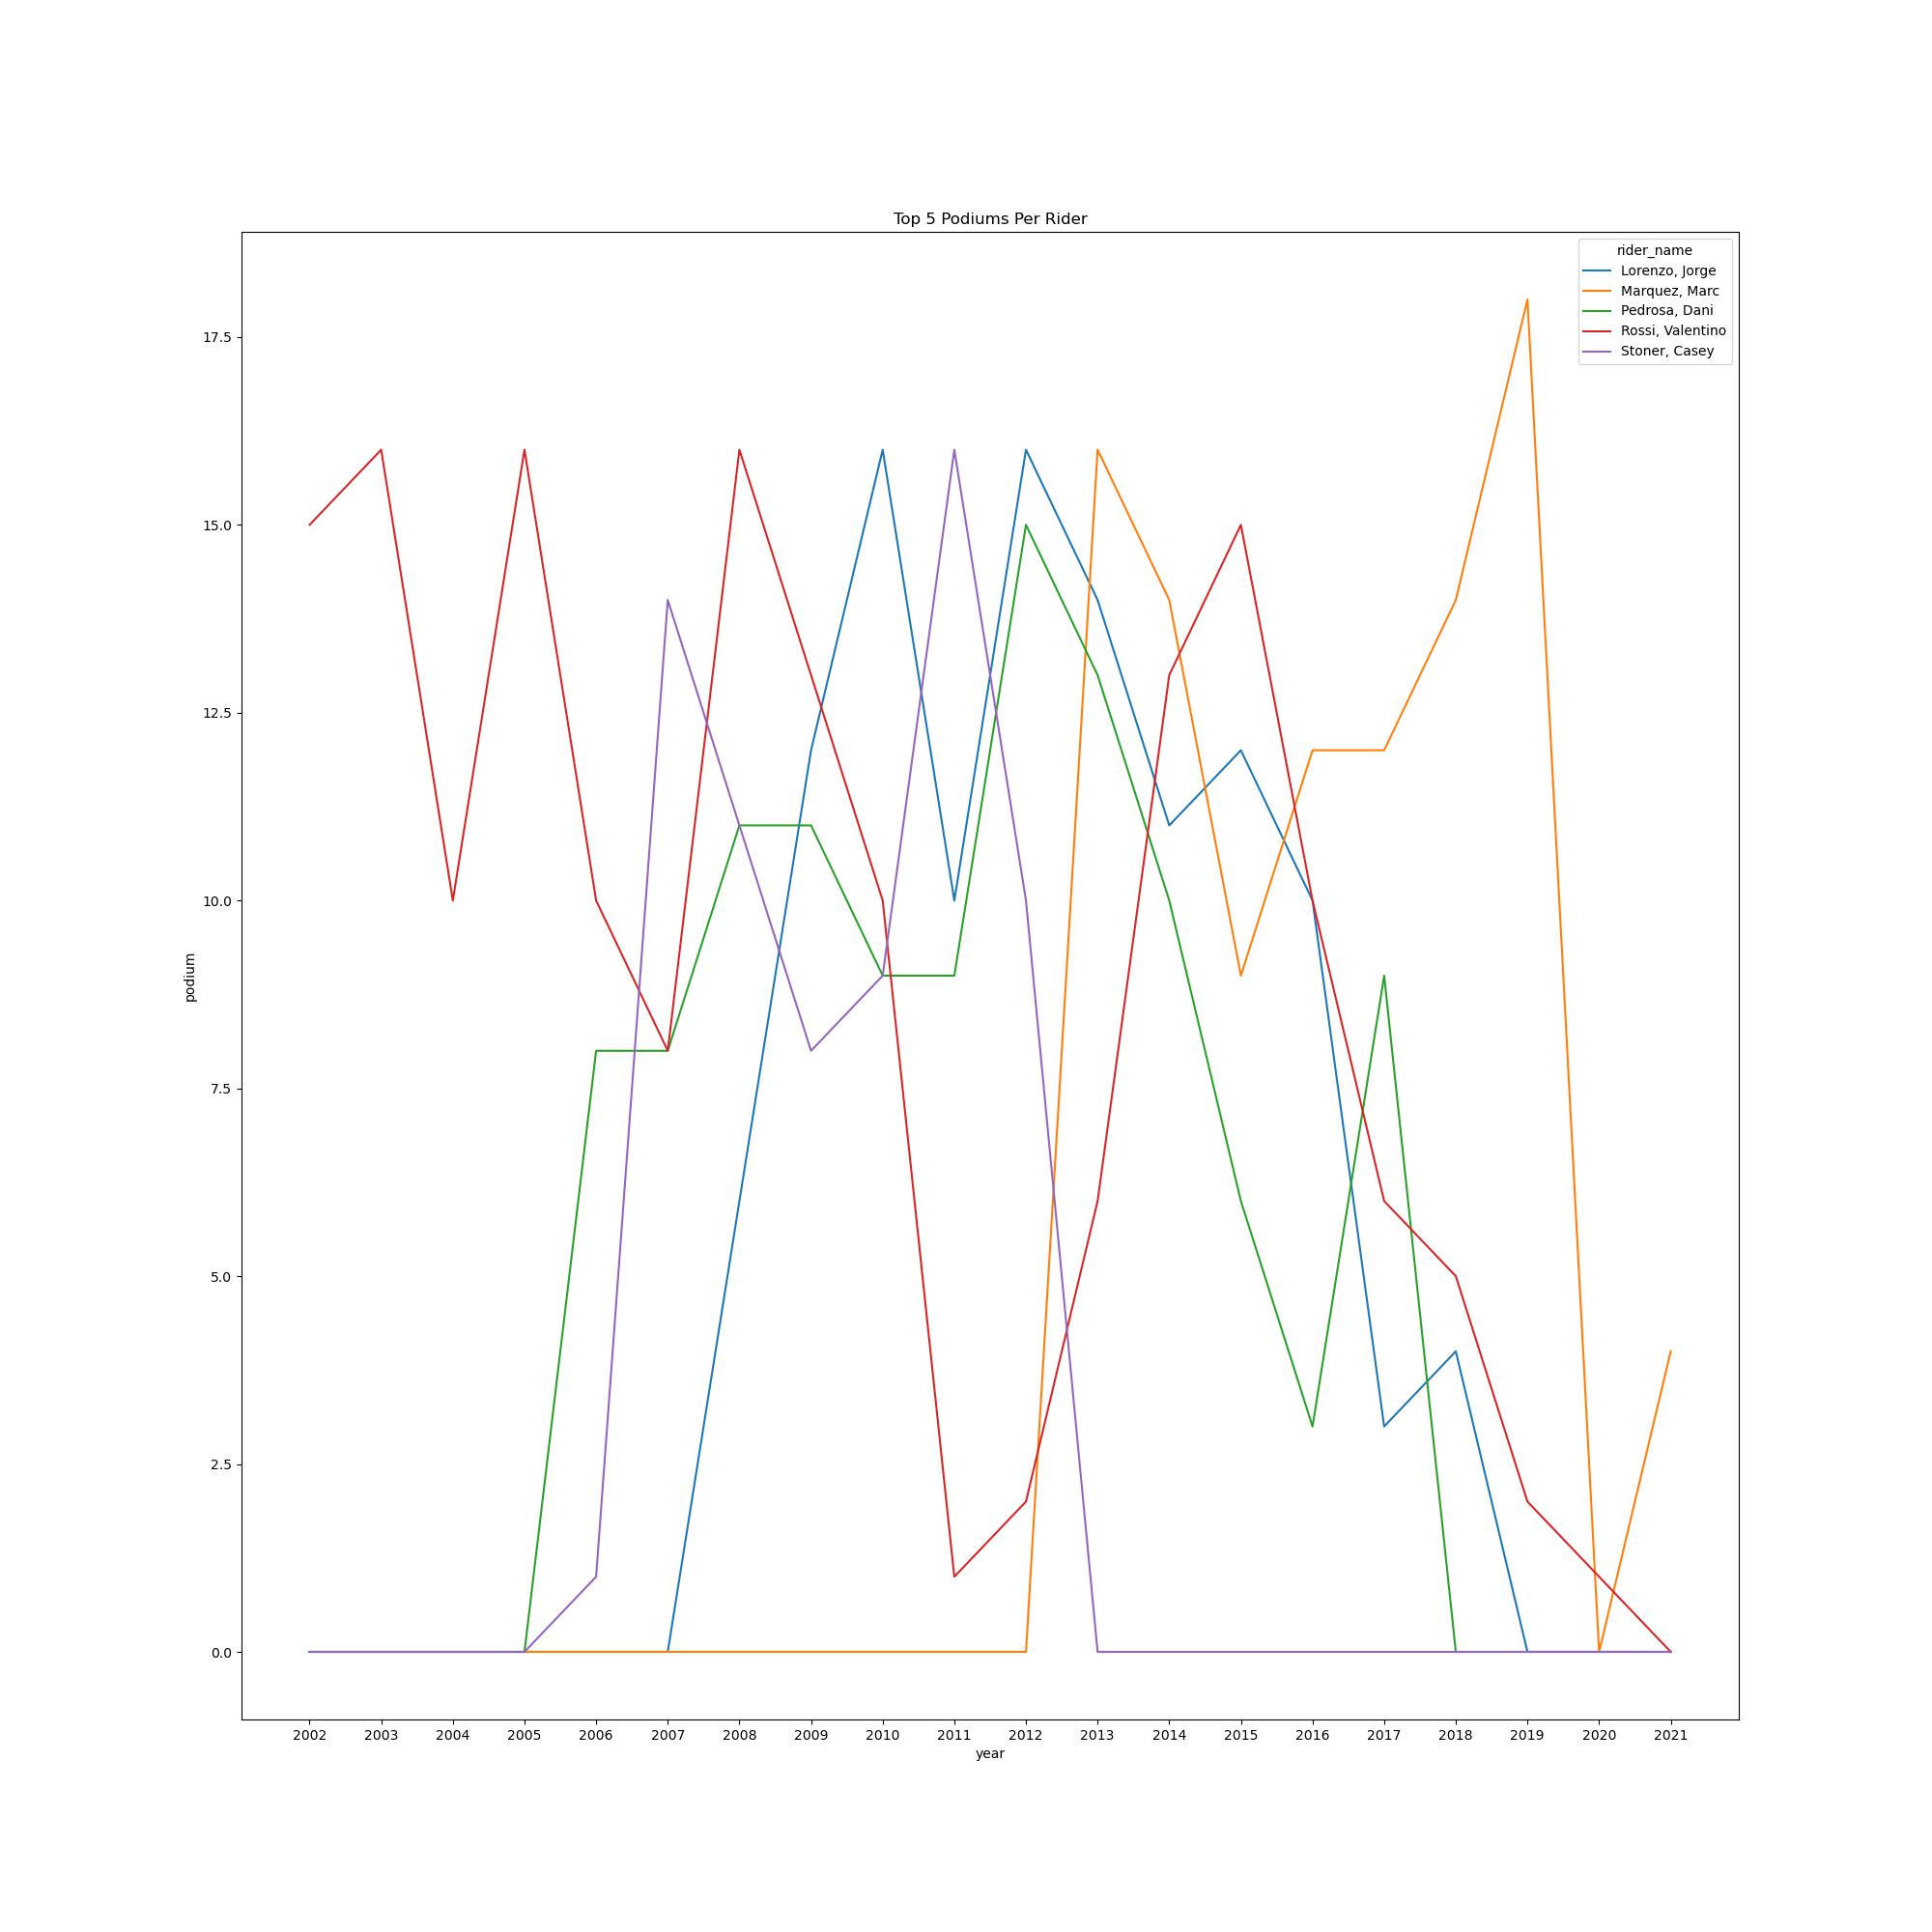 Top 5 Podiums Per Rider
rider_name
Lorenzo, Jorge
Marquez, Marc
Pedrosa, Dani
Rossi, Valentino
Stoner, Casey
17.5
15.0
12.5
10.0
7.5
5.0
2.5
0.0
podium
2002 2003 2004 2005 2006 2007 2008 2009 2010 2011 2012 2013 2014 2015 2016 2017 2018 2019 2020 2021
year